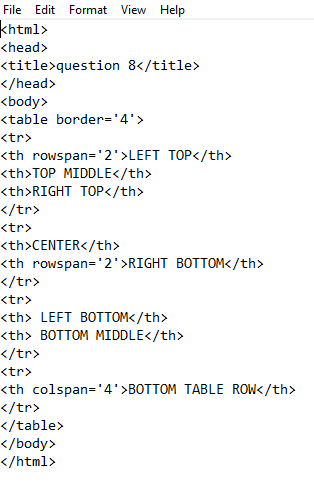 File Edit Format View Help
<html>
<head>
<title>question 8</title>
</head>
<body>
<table border='4'>
<tr>
<th rowspan='2'>LEFT TOP</th>
<th>TOP MIDDLE</th>
<th>RIGHT TOP</th>
</tr>
<tr>
<th>CENTER</th>
<th rowspan='2'>RIGHT BOTTOM</th>
</tr>
<tr>
<th> LEFT BOTTOM</th>
<th> BOTTOM MIDDLE</th>
</tr>
<tr>
<th colspan='4'>BOTTOM TABLE ROW</th>
</tr>
</table>
</body>
</html>